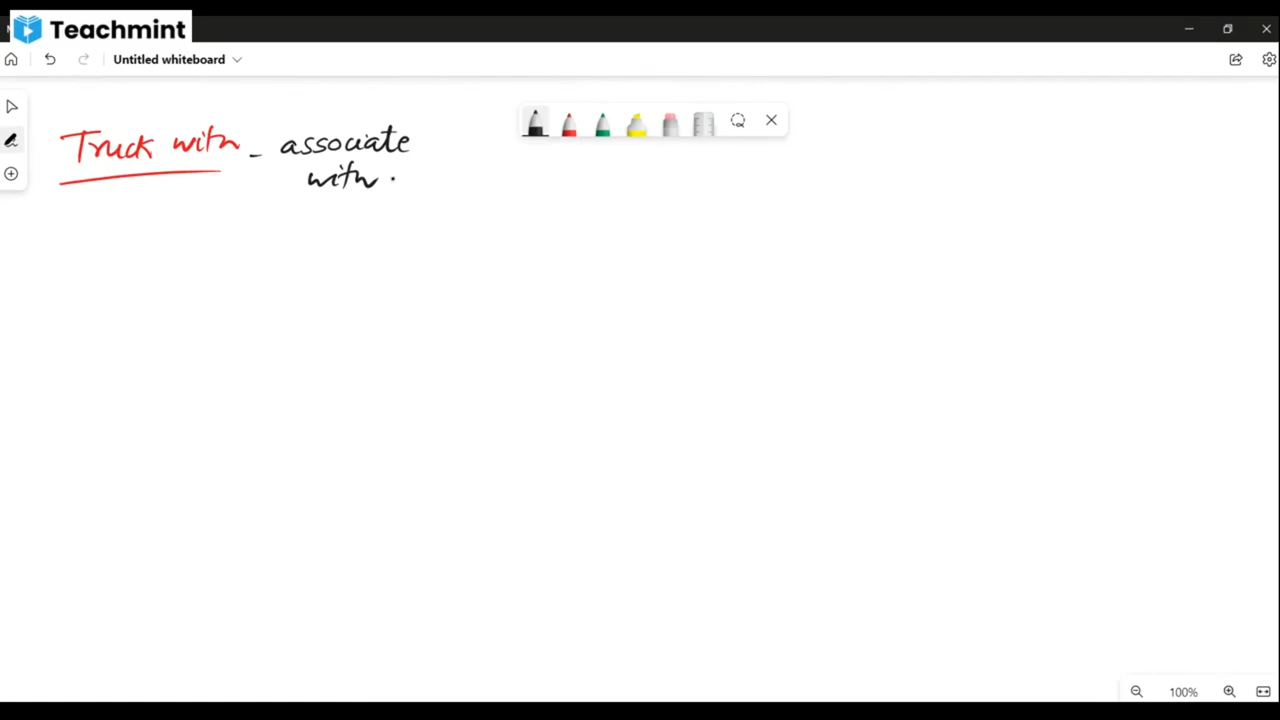 Teachmint
Untitled whiteboard
Truck with - associate
with.
100%